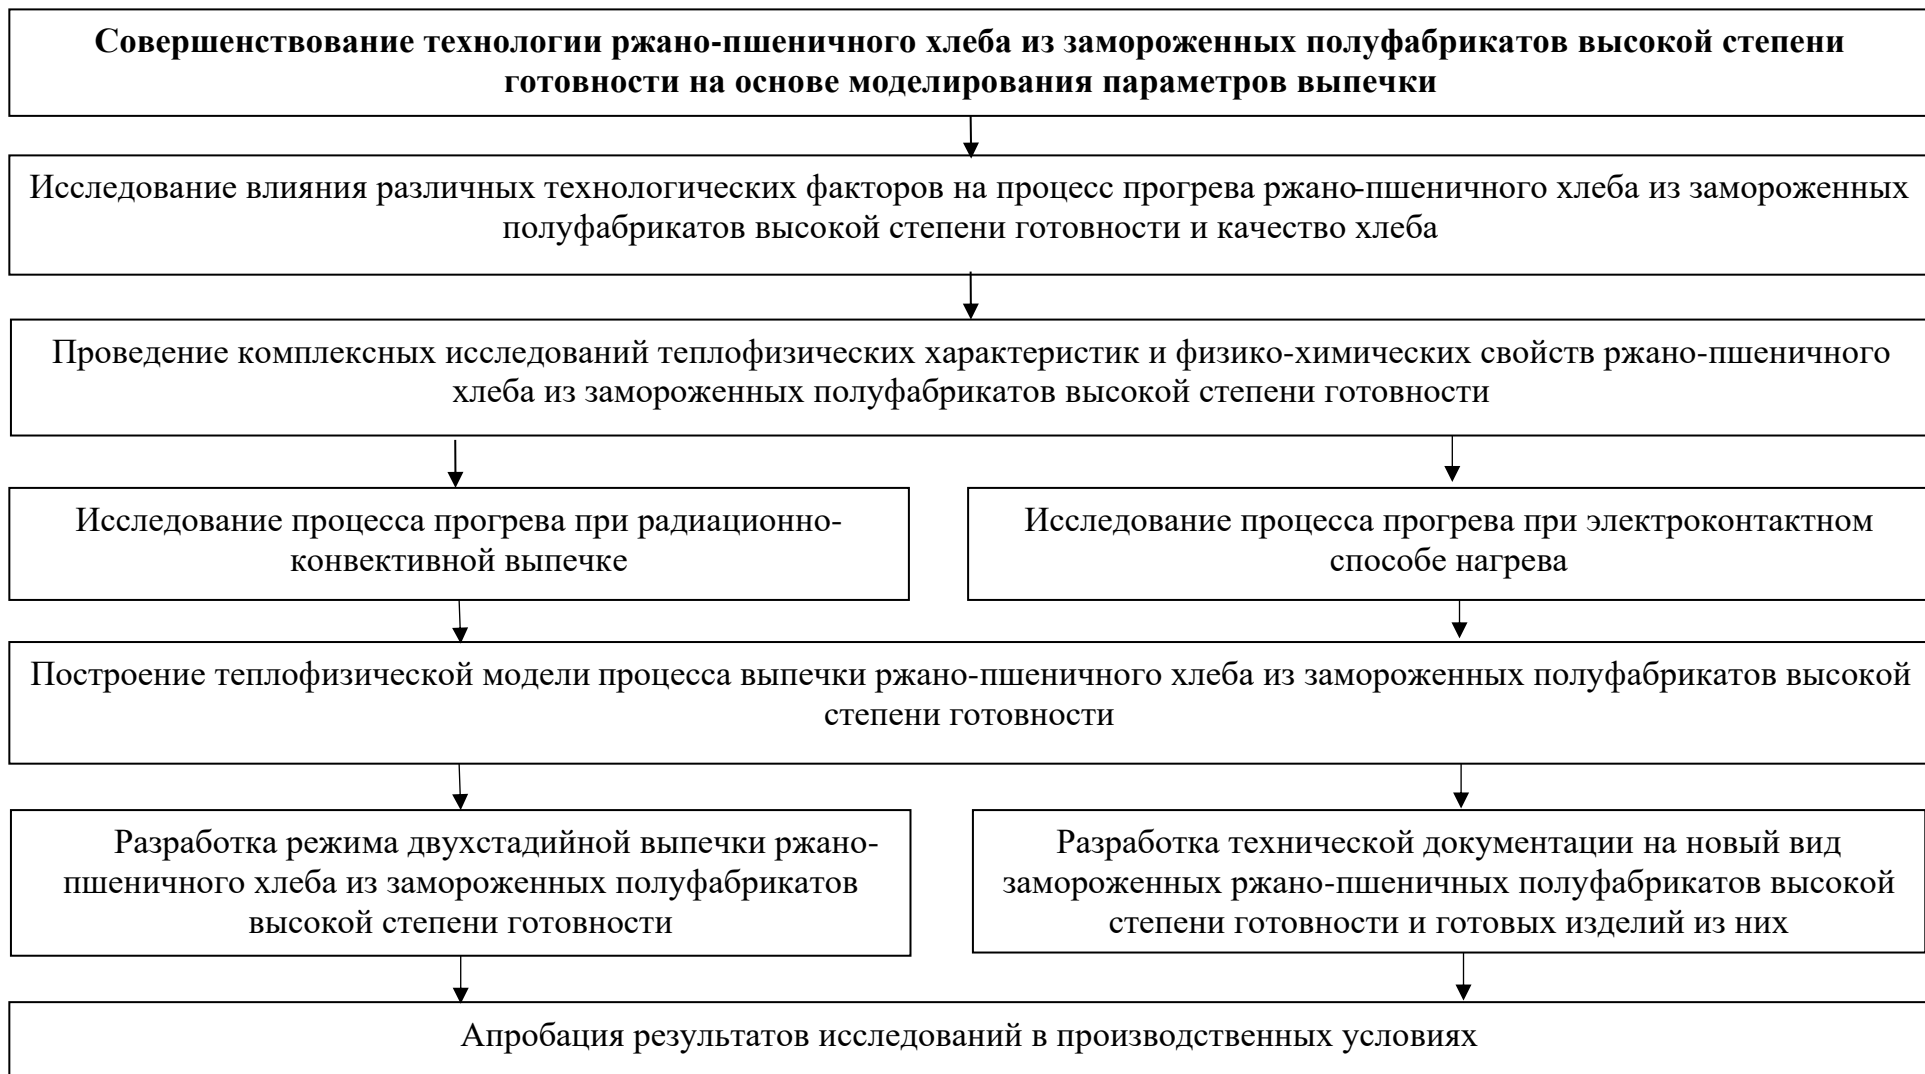 Совершенствование технологии ржано-пшеничного хлеба из замороженных полуфабрикатов высокой степени
готовности на основе моделирования параметров выпечки
Исследование влияния различных технологических факторов на процесс прогрева ржано-пшеничного хлеба из замороженных
полуфабрикатов высокой степени готовности и качество хлеба
Проведение комплексных исследований теплофизических характеристик и физико-химических свойств ржано-пшеничного
хлеба из замороженных полуфабрикатов высокой степени готовности
Исследование процесса прогрева при радиационно-
конвективной выпечке
Исследование процесса прогрева при электроконтактном
способе нагрева
Построение теплофизической модели процесса выпечки ржано-пшеничного хлеба из замороженных полуфабрикатов высокой
степени готовности
Разработка режима двухстадийной выпечки ржано-
пшеничного хлеба из замороженных полуфабрикатов
высокой степени готовности
Разработка технической документации на новый вид
замороженных ржано-пшеничных полуфабрикатов высокой
степени готовности и готовых изделий из них
Апробация результатов исследований в производственных условиях